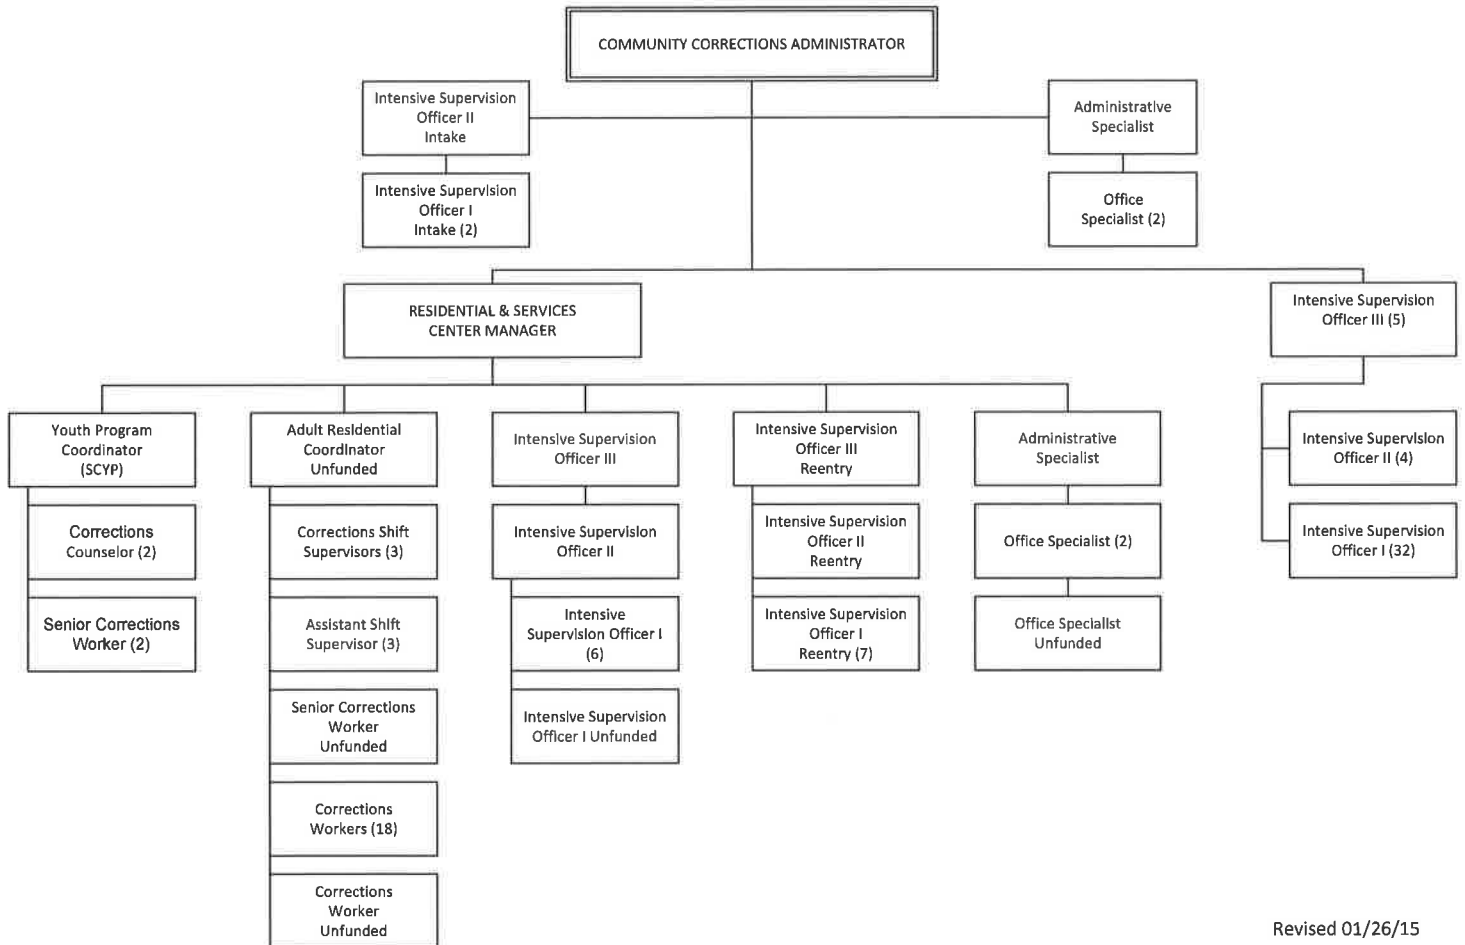 COMMUNITY CORRECTIONS ADMINISTRATOR
Intensive Supervision
Officer II
Intake
Administrative
Specialist
Intensive Supervision
Officer I
Intake (2)
Office
Specialist (2)
RESIDENTIAL & SERVICES
CENTER MANAGER
Intensive Supervision
Officer III (5)
Youth Program
Coordinator
(SCYP)
Adult Residential
Coordinator
Unfunded
Intensive Supervision
Officer III
Intensive Supervision
Officer III
Reentry
Administrative
Specialist
Intensive Supervision
Officer II (4)
Corrections
Counselor (2)
Corrections Shift
Supervisors (3)
Intensive Supervision
Officer II
Intensive Supervision
Officer II
Reentry
Office Specialist (2)
Intensive Supervision
Officer I (32)
Senior Corrections
Worker (2)
Assistant Shift
Supervisor (3)
Intensive
Supervision Officer I
(6)
Intensive Supervision
Officer I
Reentry (7)
Office Specialist
Unfunded
Senior Corrections
Worker
Unfunded
Intensive Supervision
Officer I Unfunded
Corrections
Workers (18)
Corrections
Worker
Unfunded
Revised 01/26/15